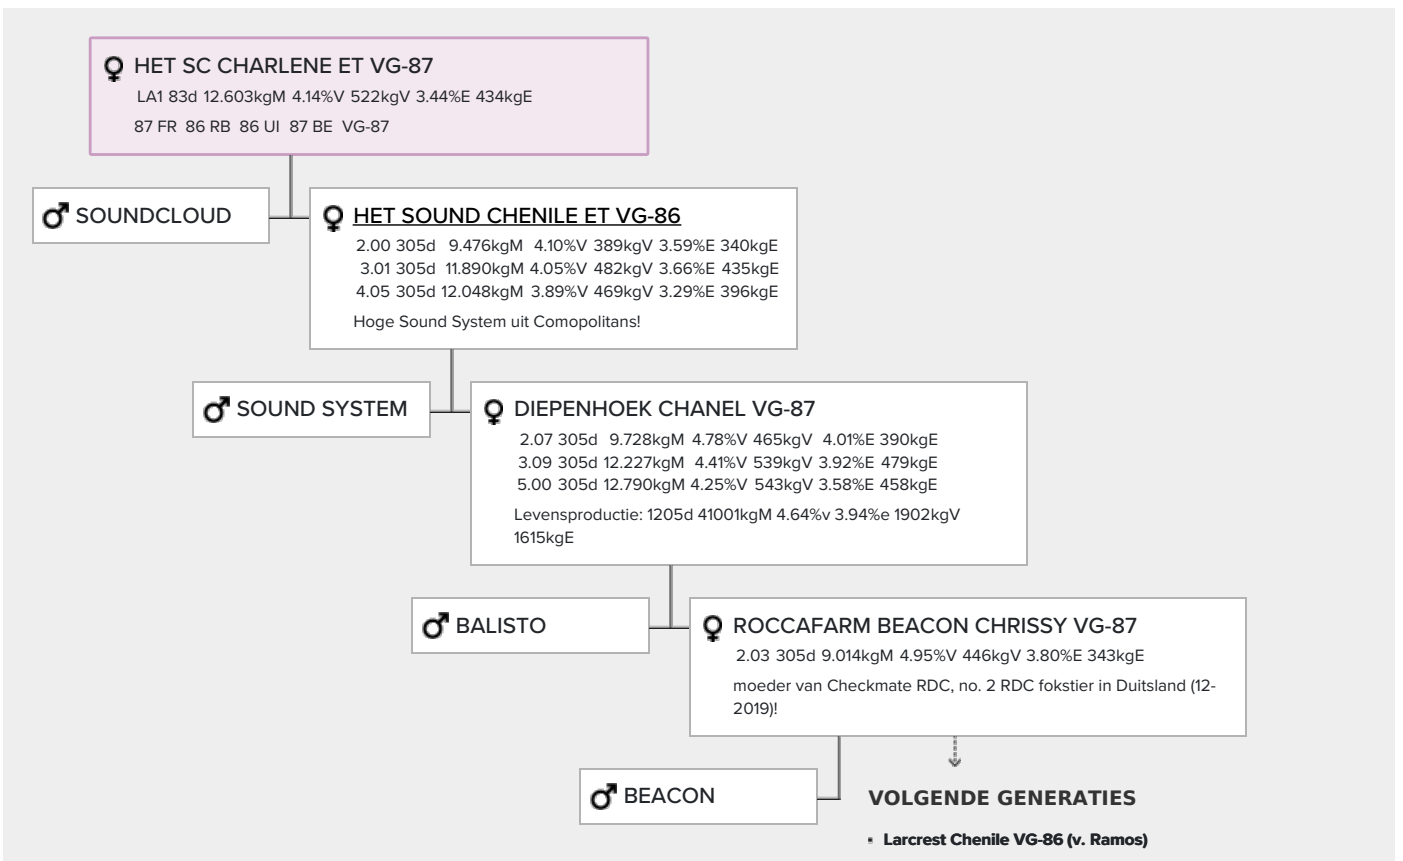 HET SC CHARLENE ET VG-87
LA1 83d 12.603kgM 4.14%V 522kgV 3.44%E 434kgE
87 FR 86 RB 86 UI 87 BE VG-87
SOUNDCLOUD
HET SOUND CHENILE ET VG-86
2.00 305d 9.476kgM 4.10%V 389kgV 3.59%E 340kgE
3.01 305d 11.890kgM 4.05%V 482kgV 3.66%E 435kgE
4.05 305d 12.048kgM 3.89%V 469kgV 3.29%E 396kgE
Hoge Sound System uit Comopolitans!
SOUND SYSTEM
DIEPENHOEK CHANEL VG-87
2.07 305d 9.728kgM 4.78%V 465kgV 4.01%E 390kgE
3.09 305d 12.227kgM 4.41%V 539kgV 3.92%E 479kgE
5.00 305d 12.790kgM 4.25%V 543kgV 3.58%E 458kgE
Levensproductie: 1205d 41001kgM 4.64%v 3.94%e 1902kgV
1615kgE
BALISTO
ROCCAFARM BEACON CHRISSY VG-87
2.03 305d 9.014kgM 4.95%V 446kgV 3.80%E 343kgE
moeder van Checkmate RDC, no. 2 RDC fokstier in Duitsland (12-
2019)!
BEACON
VOLGENDE GENERATIES
▪ Larcrest Chenile VG-86 (v. Ramos)